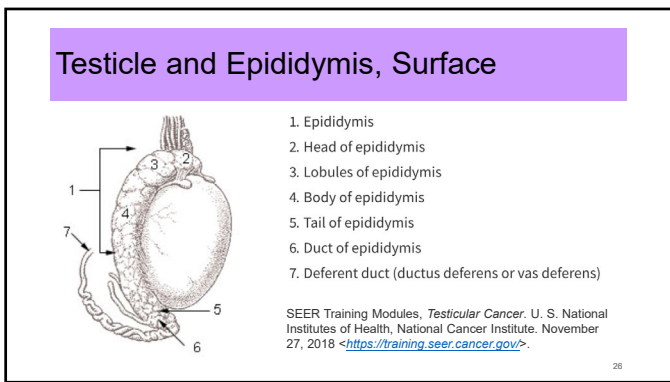 Testicle and Epididymis, Surface
1. Epididymis
2. Head of epididymis
3. Lobules of epididymis
4. Body of epididymis
5. Tail of epididymis
6. Duct of epididymis
7. Deferent duct (ductus deferens or vas deferens)
3
2
1
4
7
5
6
SEER Training Modules, Testicular Cancer. U. S. National
Institutes of Health, National Cancer Institute. November
27, 2018 <https://training.seer.cancer.gov/>.
26